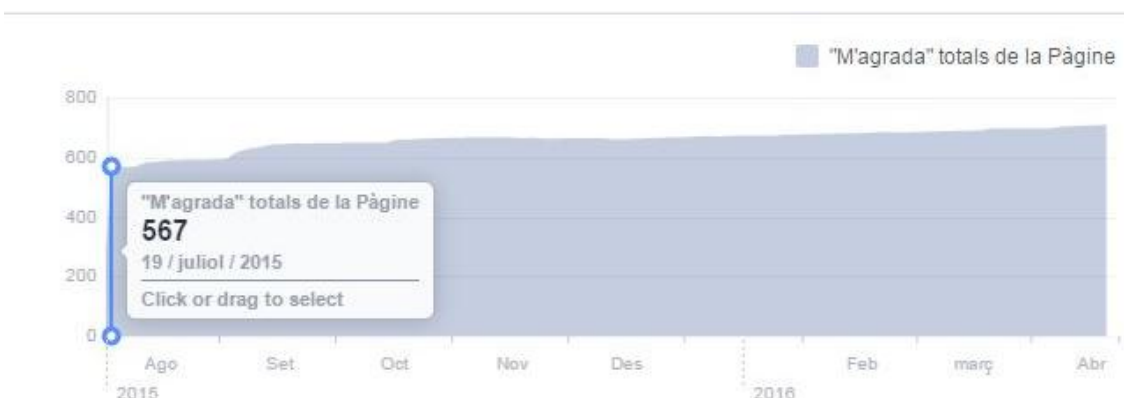 "M'agrada" totals de la Pàgine
800
600
400
200
0
"M'agrada" totals de la Pàgine
567
19 / juliol / 2015
Click or drag to select
Ago Set Oct Nov Des Feb març Abr
2015 2016